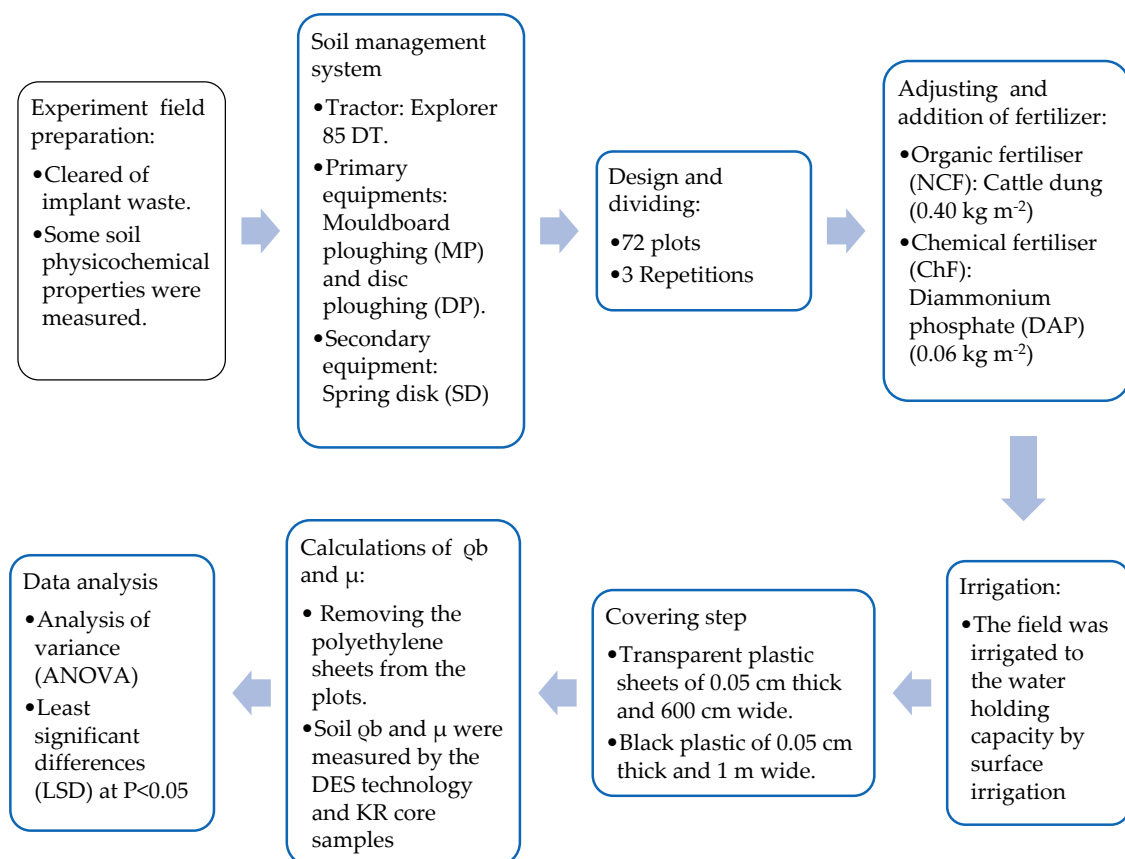 Experiment field
preparation:
•Cleared of
implant waste.
•Some soil
physicochemical
properties were
measured.
Soil management
system
•Tractor: Explorer
85 DT.
•Primary
equipments:
Mouldboard
ploughing (MP)
and disc
ploughing (DP).
•Secondary
equipment:
Spring disk (SD)
Design and
dividing:
•72 plots
•3 Repetitions
Adjusting and
addition of fertilizer:
•Organic fertiliser
(NCF): Cattle dung
(0.40 kg m⁻²)
•Chemical fertiliser
(ChF):
Diammonium
phosphate (DAP)
(0.06 kg m⁻²)
Irrigation:
•The field was
irrigated to
the water
holding
capacity by
surface
irrigation
Covering step
•Transparent plastic
sheets of 0.05 cm thick
and 600 cm wide.
•Black plastic of 0.05 cm
thick and 1 m wide.
Calculations of ϱb
and µ:
• Removing the
polyethylene
sheets from the
plots.
•Soil ϱb and µ were
measured by the
DES technology
and KR core
samples
Data analysis
•Analysis of
variance
(ANOVA)
•Least
significant
differences
(LSD) at P<0.05